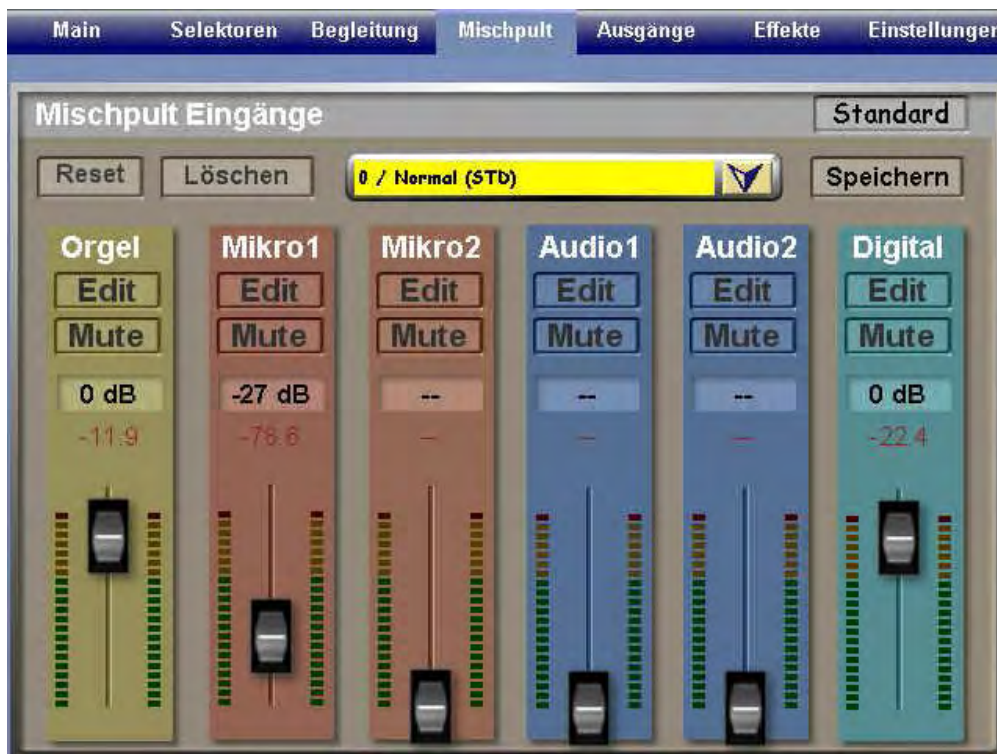 Main Selektoren Begleitung Mischpult Ausgänge Effekte Einstellungen
Mischpult Eingänge Standard
Reset Löschen 0 / Normal (STD) Speichern
Orgel Mikro1 Mikro2 Audio1 Audio2 Digital
Edit Edit Edit Edit Edit Edit
Mute Mute Mute Mute Mute Mute
0 dB -27 dB -- -- -- 0 dB
-11.9 -78.6 -- -- -- -22.4